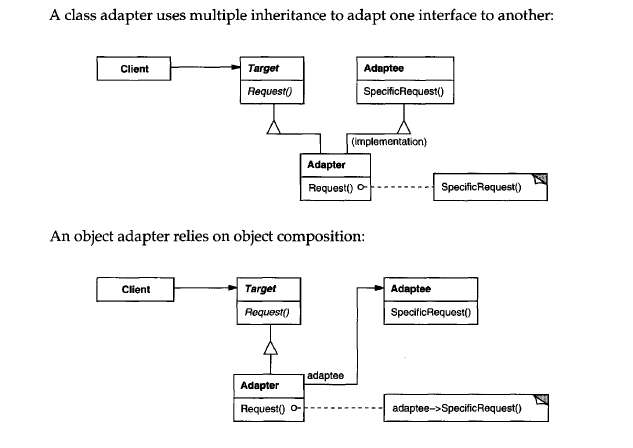 A class adapter uses multiple inheritance to adapt one interface to another:
Client
Target
Adaptee
Request()
SpecificRequest()
(implementation)
Adapter
Request()
SpecificRequest()
An object adapter relies on object composition:
Client
Target
Adaptee
Request()
SpecificRequest()
adaptee
Adapter
Request()
adaptee->SpecificRequest()